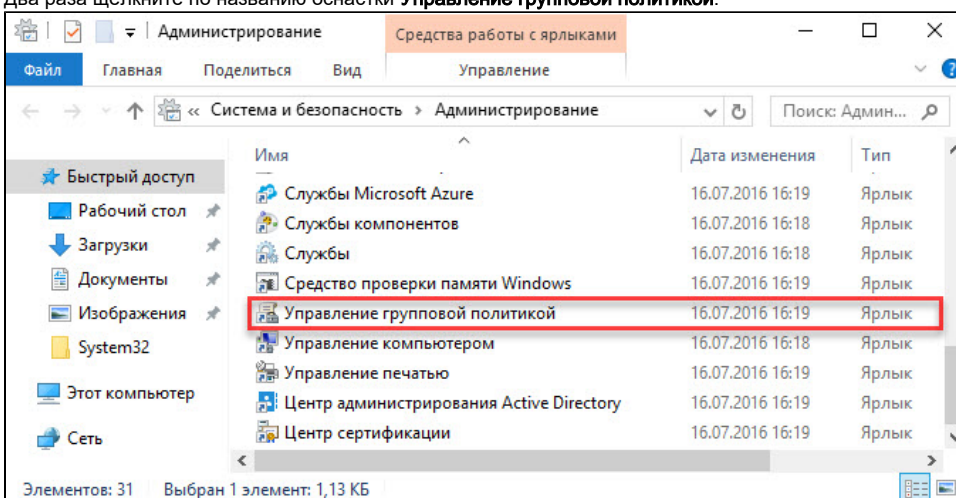 Два раза щелкните по названию оснастки Управление групповой политикой.
Администрирование
Средства работы с ярлыками
Файл Главная Поделиться Вид Управление
« Система и безопасность > Администрирование
Поиск: Админ...
Имя Дата изменения Тип
Быстрый доступ
Рабочий стол
Загрузки
Документы
Изображения
System32
Этот компьютер
Сеть
Службы Microsoft Azure 16.07.2016 16:19 Ярлык
Службы компонентов 16.07.2016 16:18 Ярлык
Службы 16.07.2016 16:18 Ярлык
Средство проверки памяти Windows 16.07.2016 16:19 Ярлык
Управление групповой политикой 16.07.2016 16:19 Ярлык
Управление компьютером 16.07.2016 16:18 Ярлык
Управление печатью 16.07.2016 16:19 Ярлык
Центр администрирования Active Directory 16.07.2016 16:19 Ярлык
Центр сертификации 16.07.2016 16:19 Ярлык
Элементов: 31 Выбран 1 элемент: 1,13 КБ